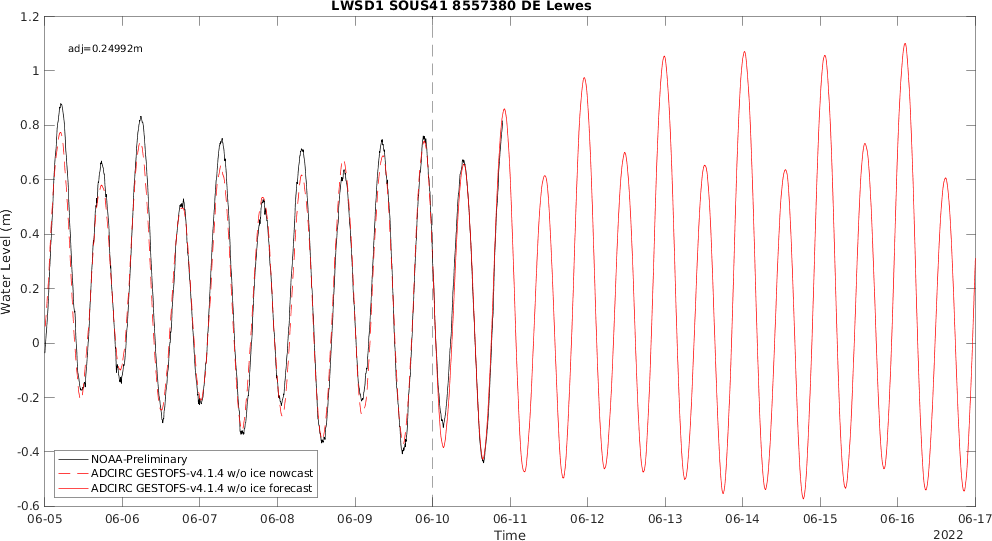 LWSD1 SOUS41 8557380 DE Lewes
adj=0.24992m
1.2
1
0.8
0.6
0.4
0.2
0
-0.2
-0.4
-0.6
Water Level (m)
NOAA-Preliminary
ADCIRC GESTOFS-v4.1.4 w/o ice nowcast
ADCIRC GESTOFS-v4.1.4 w/o ice forecast
06-05 06-06 06-07 06-08 06-09 06-10 06-11 06-12 06-13 06-14 06-15 06-16 06-17
Time
2022